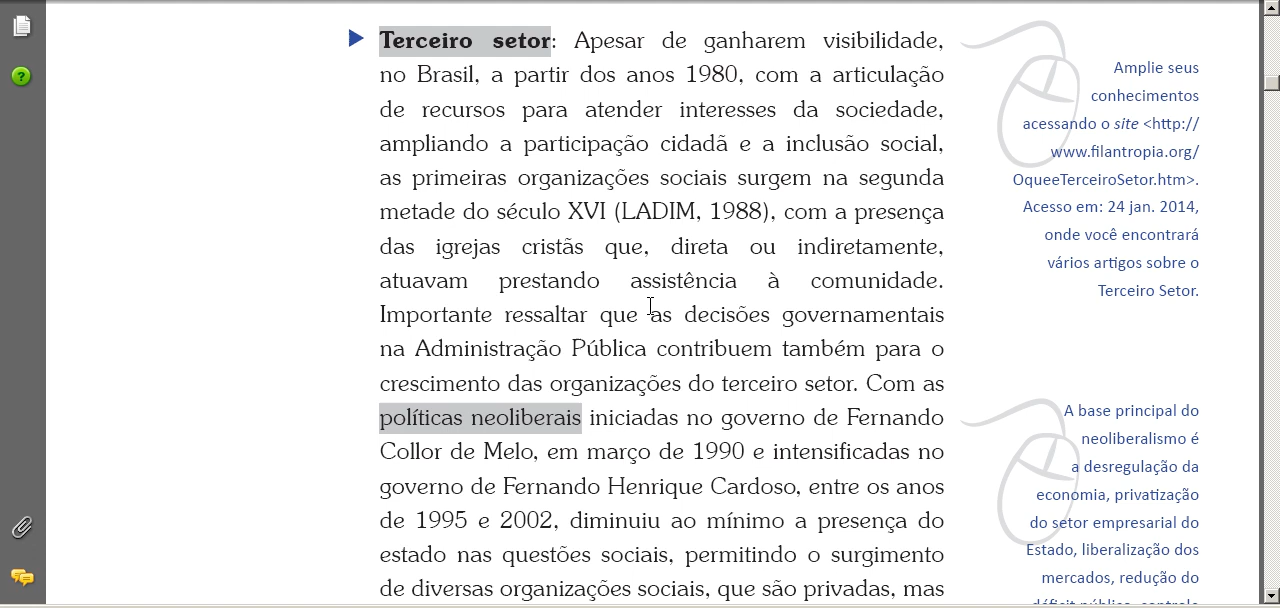 Terceiro setor: Apesar de ganharem visibilidade,
no Brasil, a partir dos anos 1980, com a articulação
de recursos para atender interesses da sociedade,
ampliando a participação cidadã e a inclusão social,
as primeiras organizações sociais surgem na segunda
metade do século XVI (LADIM, 1988), com a presença
das igrejas cristãs que, direta ou indiretamente,
atuavam prestando assistência à comunidade.
Importante ressaltar que as decisões governamentais
na Administração Pública contribuem também para o
crescimento das organizações do terceiro setor. Com as
políticas neoliberais iniciadas no governo de Fernando
Collor de Melo, em março de 1990 e intensificadas no
governo de Fernando Henrique Cardoso, entre os anos
de 1995 e 2002, diminuiu ao mínimo a presença do
estado nas questões sociais, permitindo o surgimento
de diversas organizações sociais, que são privadas, mas
Amplie seus
conhecimentos
acessando o site <http://
www.filantropia.org/
OqueeTerceiroSetor.htm>.
Acesso em: 24 jan. 2014,
onde você encontrará
vários artigos sobre o
Terceiro Setor.
A base principal do
neoliberalismo é
a desregulação da
economia, privatização
do setor empresarial do
Estado, liberalização dos
mercados, redução do
déficit público, controle